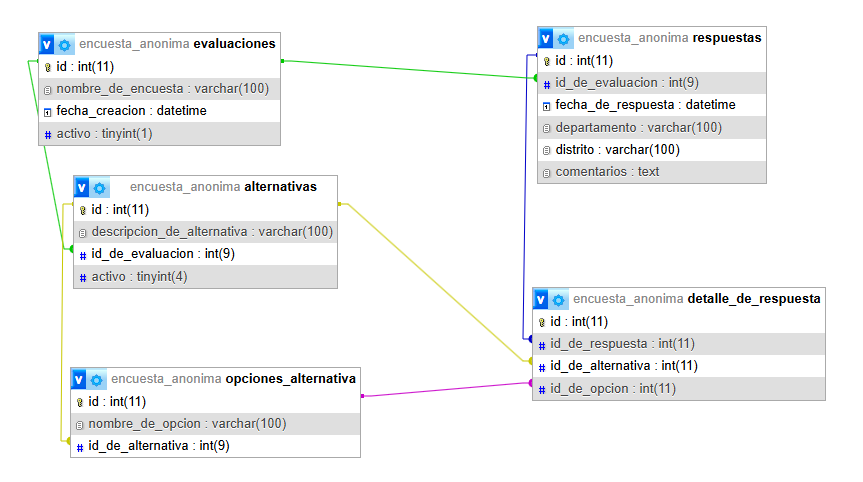 v encuesta_anonima evaluaciones
id : int(11)
nombre_de_encuesta : varchar(100)
# fecha_creacion : datetime
# activo : tinyint(1)
v encuesta_anonima respuestas
id : int(11)
# id_de_evaluacion : int(9)
fecha_de_respuesta : datetime
departamento : varchar(100)
distrito : varchar(100)
comentarios : text
v encuesta_anonima alternativas
id : int(11)
descripcion_de_alternativa : varchar(100)
# id_de_evaluacion : int(9)
# activo : tinyint(4)
v encuesta_anonima detalle_de_respuesta
id : int(11)
# id_de_respuesta : int(11)
# id_de_alternativa : int(11)
# id_de_opcion : int(11)
v encuesta_anonima opciones_alternativa
id : int(11)
nombre_de_opcion : varchar(100)
# id_de_alternativa : int(9)